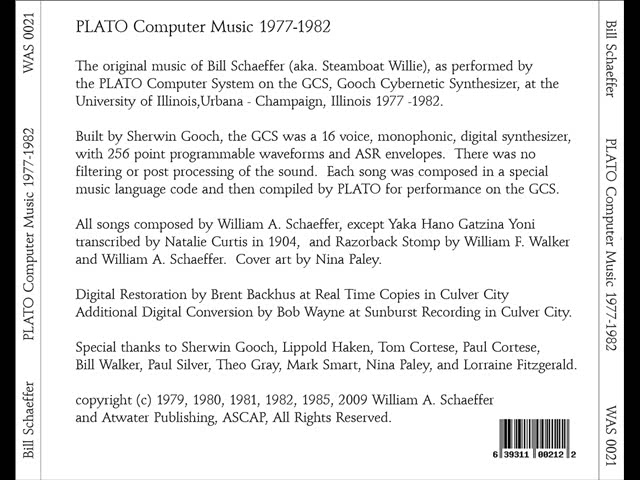 WAS 0021
PLATO Computer Music 1977-1982
Bill Schaeffer
PLATO Computer Music 1977-1982
The original music of Bill Schaeffer (aka. Steamboat Willie), as performed by
the PLATO Computer System on the GCS, Gooch Cybernetic Synthesizer, at the
University of Illinois,Urbana - Champaign, Illinois 1977 -1982.
Built by Sherwin Gooch, the GCS was a 16 voice, monophonic, digital synthesizer,
with 256 point programmable waveforms and ASR envelopes.  There was no
filtering or post processing of the sound.  Each song was composed in a special
music language code and then compiled by PLATO for performance on the GCS.
All songs composed by William A. Schaeffer, except Yaka Hano Gatzina Yoni
transcribed by Natalie Curtis in 1904,  and Razorback Stomp by William F. Walker
and William A. Schaeffer.  Cover art by Nina Paley.
Digital Restoration by Brent Backhus at Real Time Copies in Culver City
Additional Digital Conversion by Bob Wayne at Sunburst Recording in Culver City.
Special thanks to Sherwin Gooch, Lippold Haken, Tom Cortese, Paul Cortese,
Bill Walker, Paul Silver, Theo Gray, Mark Smart, Nina Paley, and Lorraine Fitzgerald.
copyright (c) 1979, 1980, 1981, 1982, 1985, 2009 William A. Schaeffer
and Atwater Publishing, ASCAP, All Rights Reserved.
6 39311 00212 2
Bill Schaeffer
PLATO Computer Music 1977-1982
WAS 0021